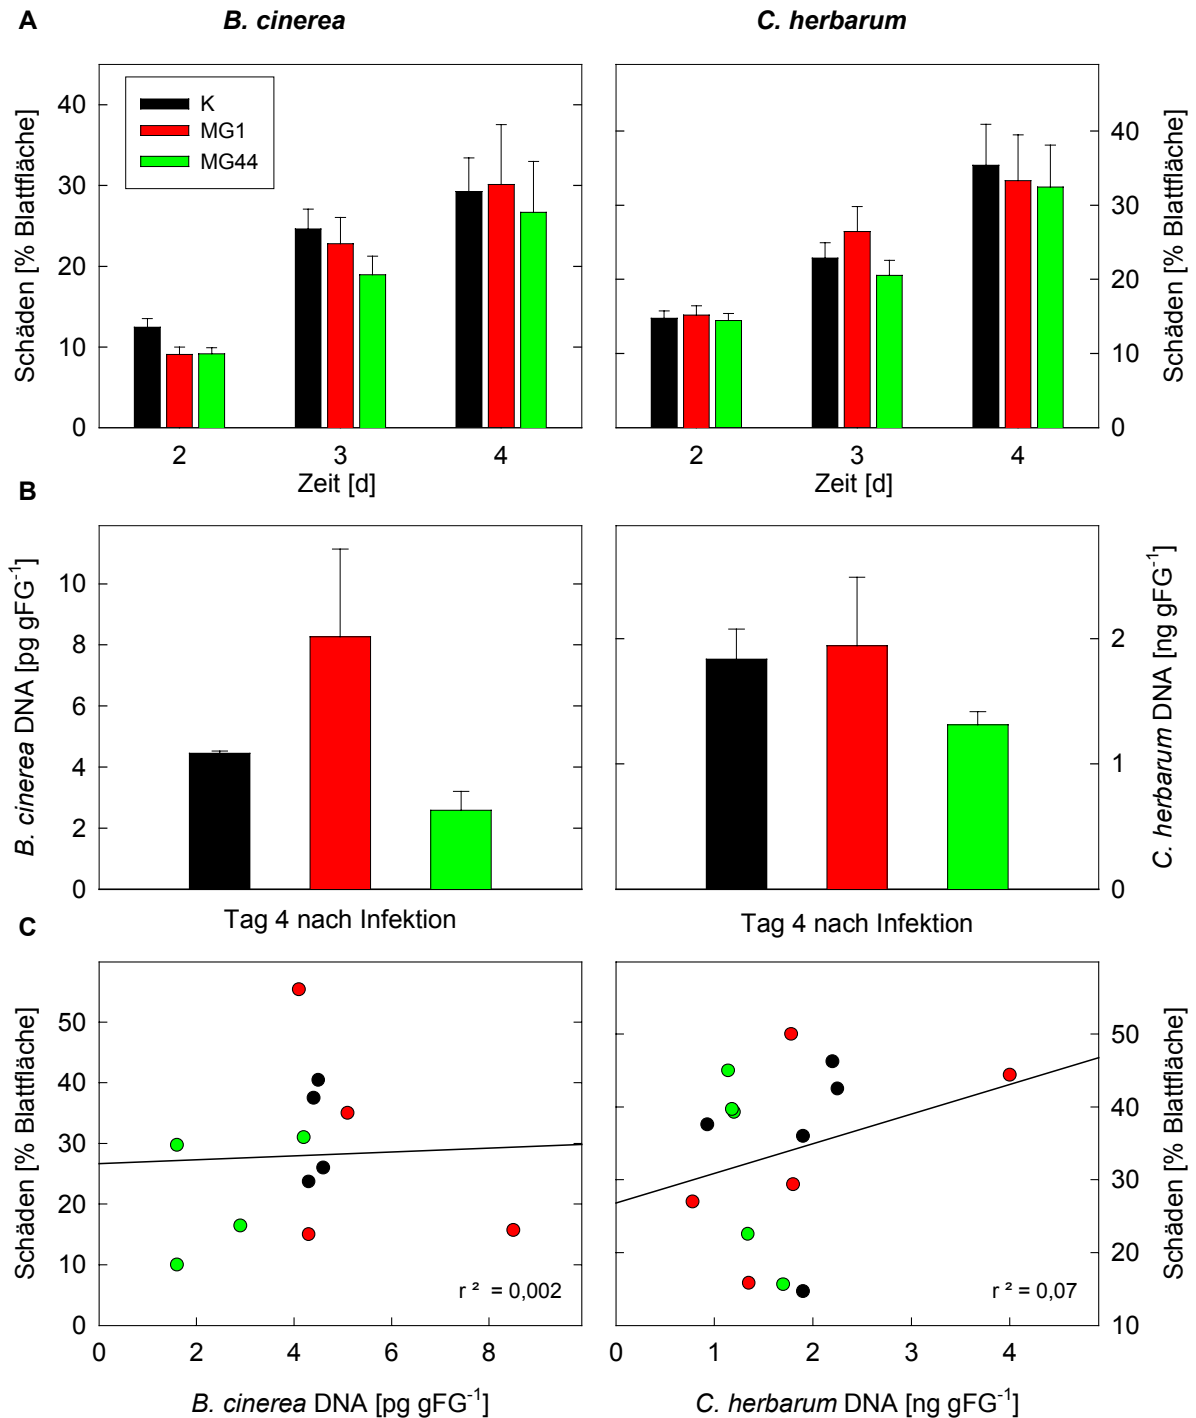 A
B. cinerea
C. herbarum
K
MG1
MG44
Schäden [% Blattfläche]
40
30
20
10
0
2
3
4
Zeit [d]
2
3
4
Zeit [d]
40
30
20
10
0
Schäden [% Blattfläche]
B
B. cinerea DNA [pg gFG⁻¹]
10
8
6
4
2
0
Tag 4 nach Infektion
Tag 4 nach Infektion
2
1
0
C. herbarum DNA [ng gFG⁻¹]
C
Schäden [% Blattfläche]
50
40
30
20
10
0
r ² = 0,002
0
2
4
6
8
B. cinerea DNA [pg gFG⁻¹]
r ² = 0,07
0
1
2
3
4
C. herbarum DNA [ng gFG⁻¹]
50
40
30
20
10
Schäden [% Blattfläche]